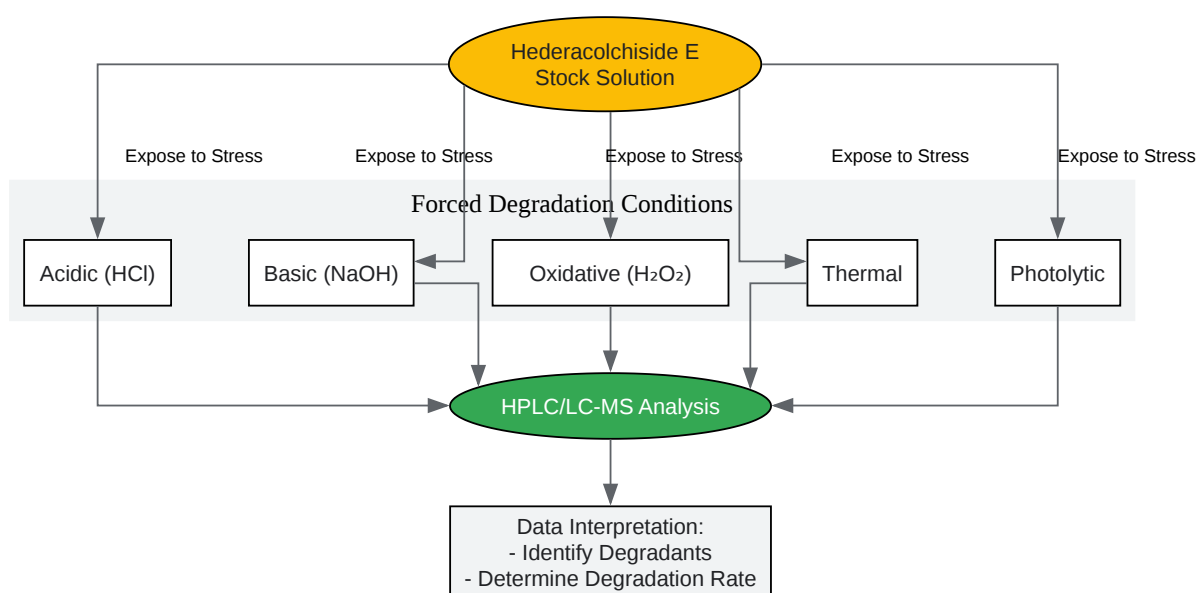 Hederacolchiside E
Stock Solution
Expose to Stress
Expose to Stress
Expose to Stress
Expose to Stress
Expose to Stress
Forced Degradation Conditions
Acidic (HCl)
Basic (NaOH)
Oxidative (H₂O₂)
Thermal
Photolytic
HPLC/LC-MS Analysis
Data Interpretation:
- Identify Degradants
- Determine Degradation Rate